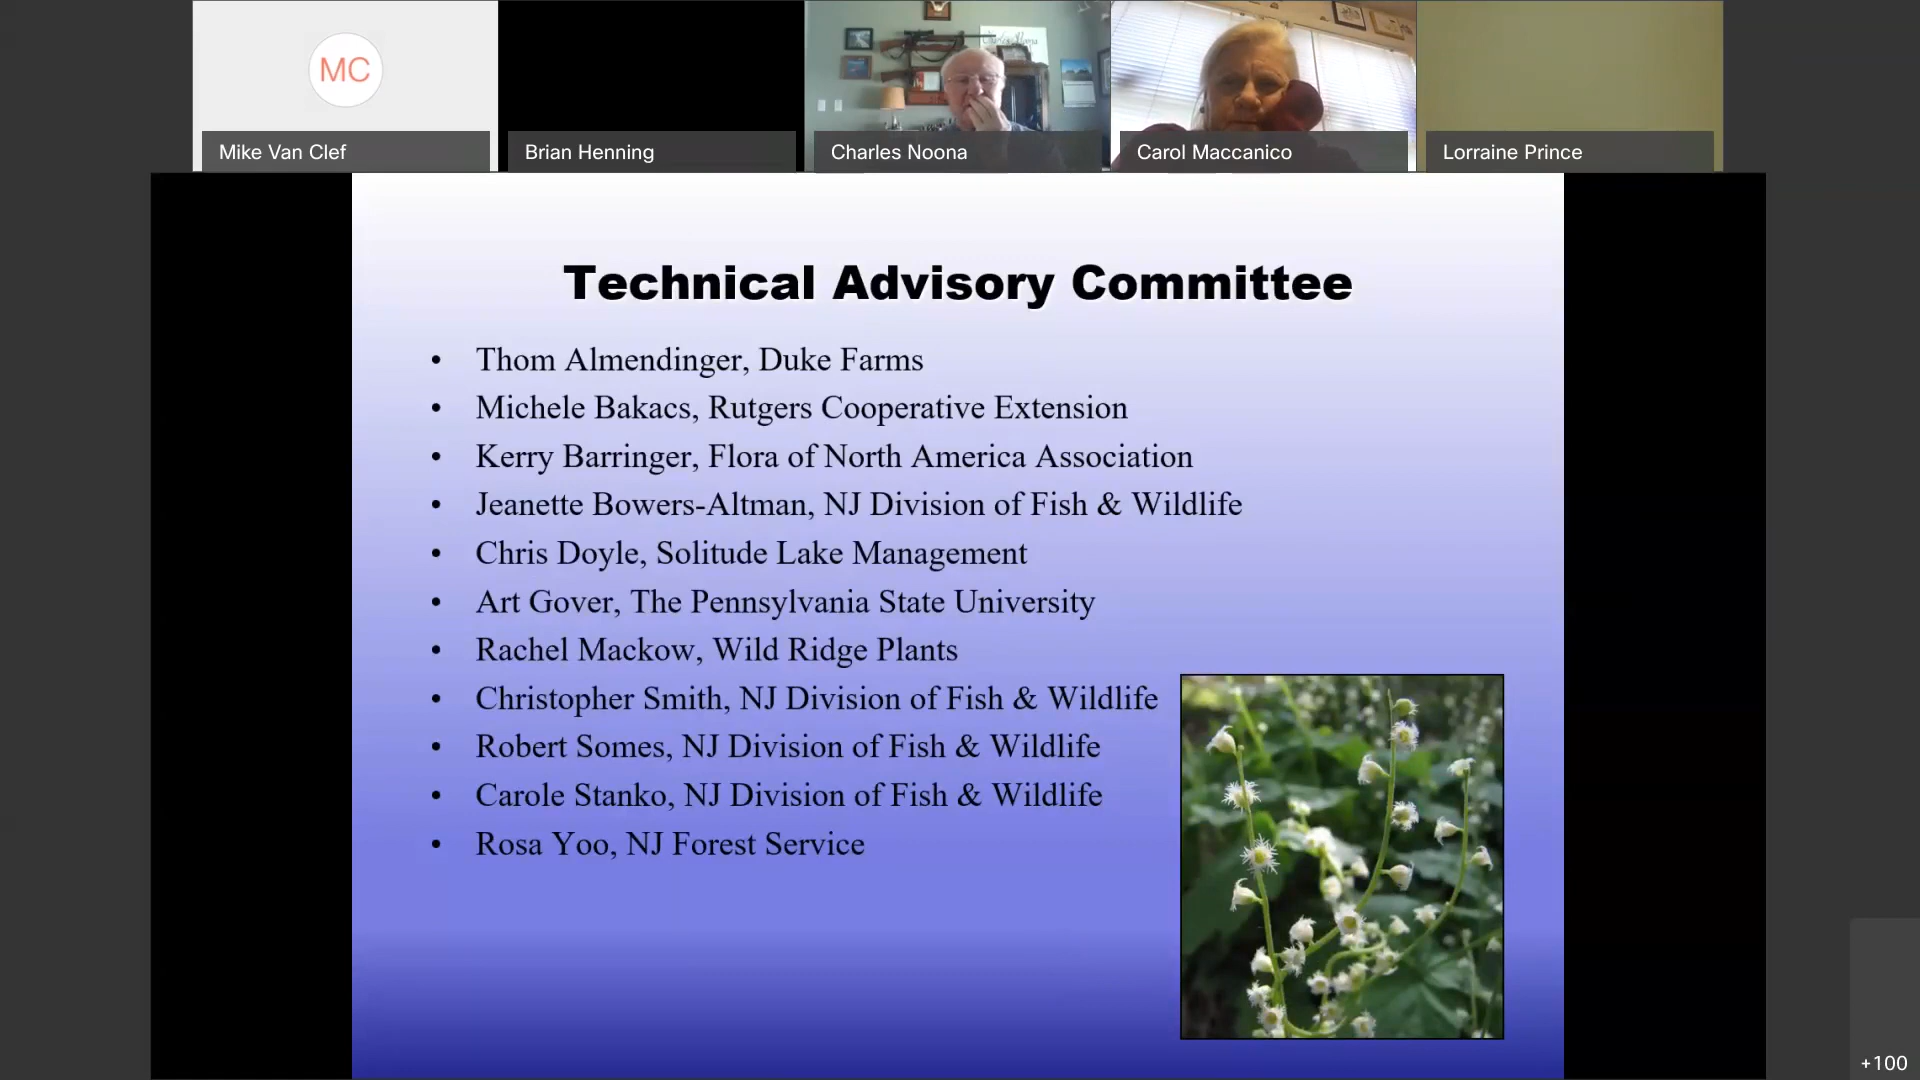 MC
Mike Van Clef
Brian Henning
Charles Noona
Carol Maccanico
Lorraine Prince
Technical Advisory Committee
• Thom Almendinger, Duke Farms
• Michele Bakacs, Rutgers Cooperative Extension
• Kerry Barringer, Flora of North America Association
• Jeanette Bowers-Altman, NJ Division of Fish & Wildlife
• Chris Doyle, Solitude Lake Management
• Art Gover, The Pennsylvania State University
• Rachel Mackow, Wild Ridge Plants
• Christopher Smith, NJ Division of Fish & Wildlife
• Robert Somes, NJ Division of Fish & Wildlife
• Carole Stanko, NJ Division of Fish & Wildlife
• Rosa Yoo, NJ Forest Service
+100